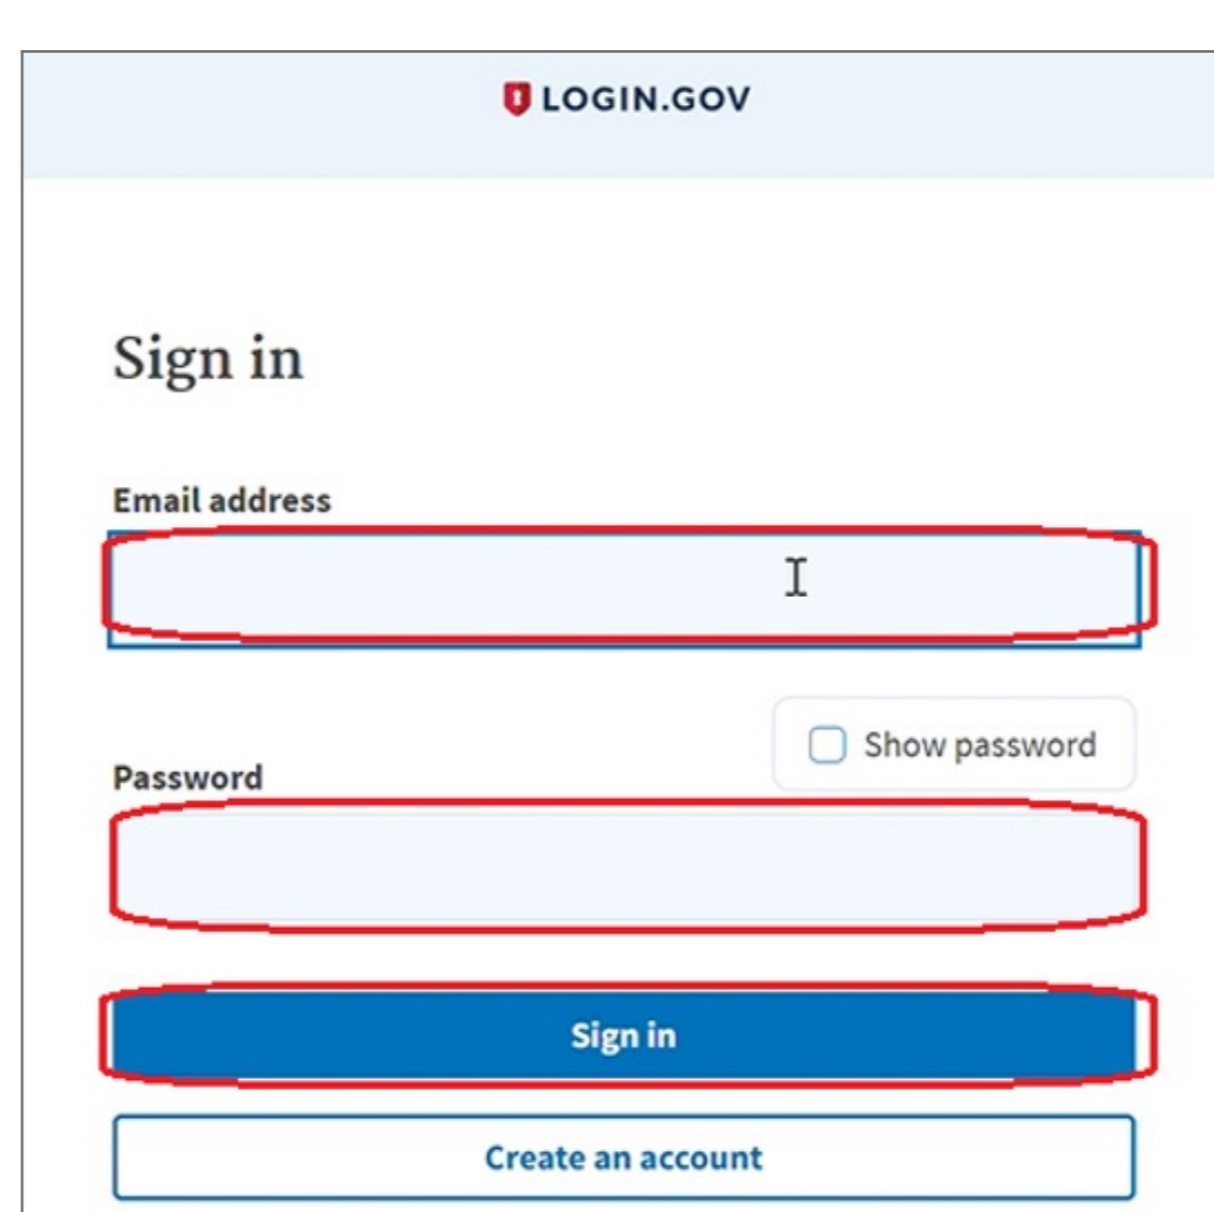 LOGIN.GOV
Sign in
Email address
Show password
Password
Sign in
Create an account